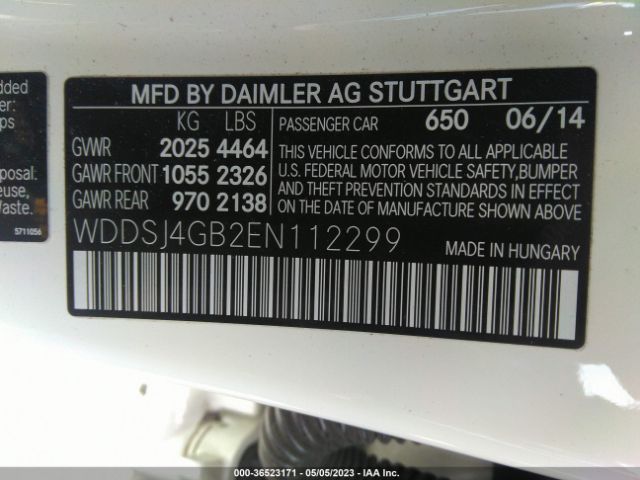 dded
er:
ps
posal:
euse,
Waste.
5711056
MFD BY DAIMLER AG STUTTGART
KG LBS
GVWR 2025 4464
GAWR FRONT 1055 2326
GAWR REAR 970 2138
PASSENGER CAR 650 06/14
THIS VEHICLE CONFORMS TO ALL APPLICABLE
U.S. FEDERAL MOTOR VEHICLE SAFETY,BUMPER
AND THEFT PREVENTION STANDARDS IN EFFECT
ON THE DATE OF MANUFACTURE SHOWN ABOVE
WDDSJ4GB2EN112299
MADE IN HUNGARY
000-36523171 — 05/05/2023 — IAA Inc.